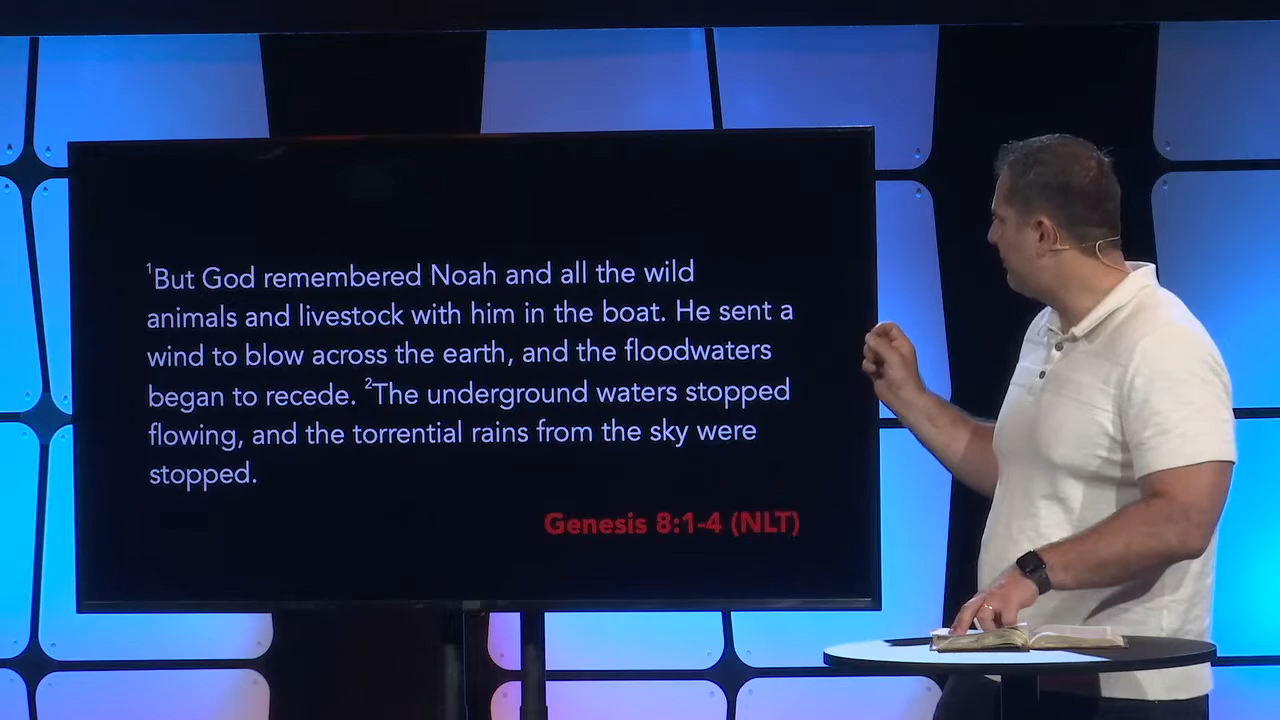 ¹But God remembered Noah and all the wild
animals and livestock with him in the boat. He sent a
wind to blow across the earth, and the floodwaters
began to recede. ²The underground waters stopped
flowing, and the torrential rains from the sky were
stopped.
Genesis 8:1-4 (NLT)